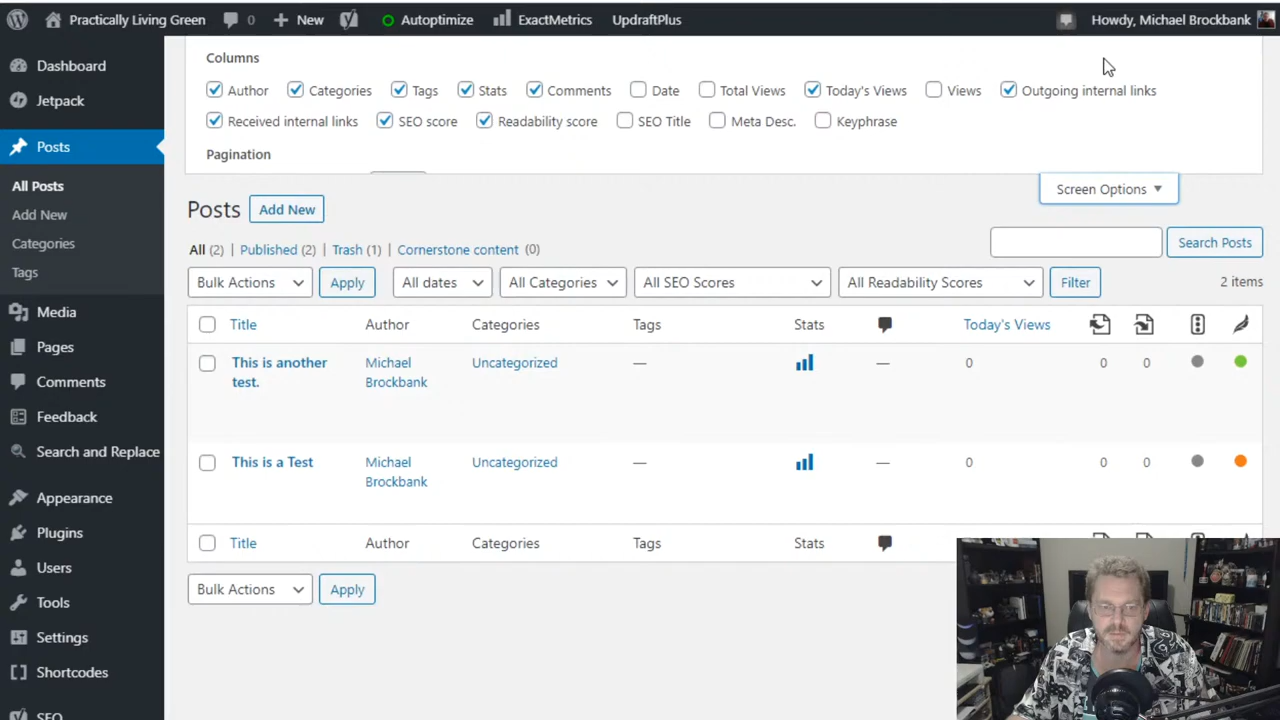 Practically Living Green 0 New Autoptimize ExactMetrics UpdraftPlus Howdy, Michael Brockbank
Dashboard
Jetpack
Posts
All Posts
Add New
Categories
Tags
Media
Pages
Comments
Feedback
Search and Replace
Appearance
Plugins
Users
Tools
Settings
Shortcodes
SEO
Columns
Author Categories Tags Stats Comments Date Total Views Today's Views Views Outgoing internal links
Received internal links SEO score Readability score SEO Title Meta Desc. Keyphrase
Pagination
Screen Options
Posts Add New
All (2) | Published (2) | Trash (1) | Cornerstone content (0)
Search Posts
Bulk Actions Apply All dates All Categories All SEO Scores All Readability Scores Filter 2 items
Title Author Categories Tags Stats Today's Views
This is another Michael Uncategorized — — 0 0 0
test. Brockbank
This is a Test Michael Uncategorized — — 0 0 0
Brockbank
Title Author Categories Tags Stats
Bulk Actions Apply